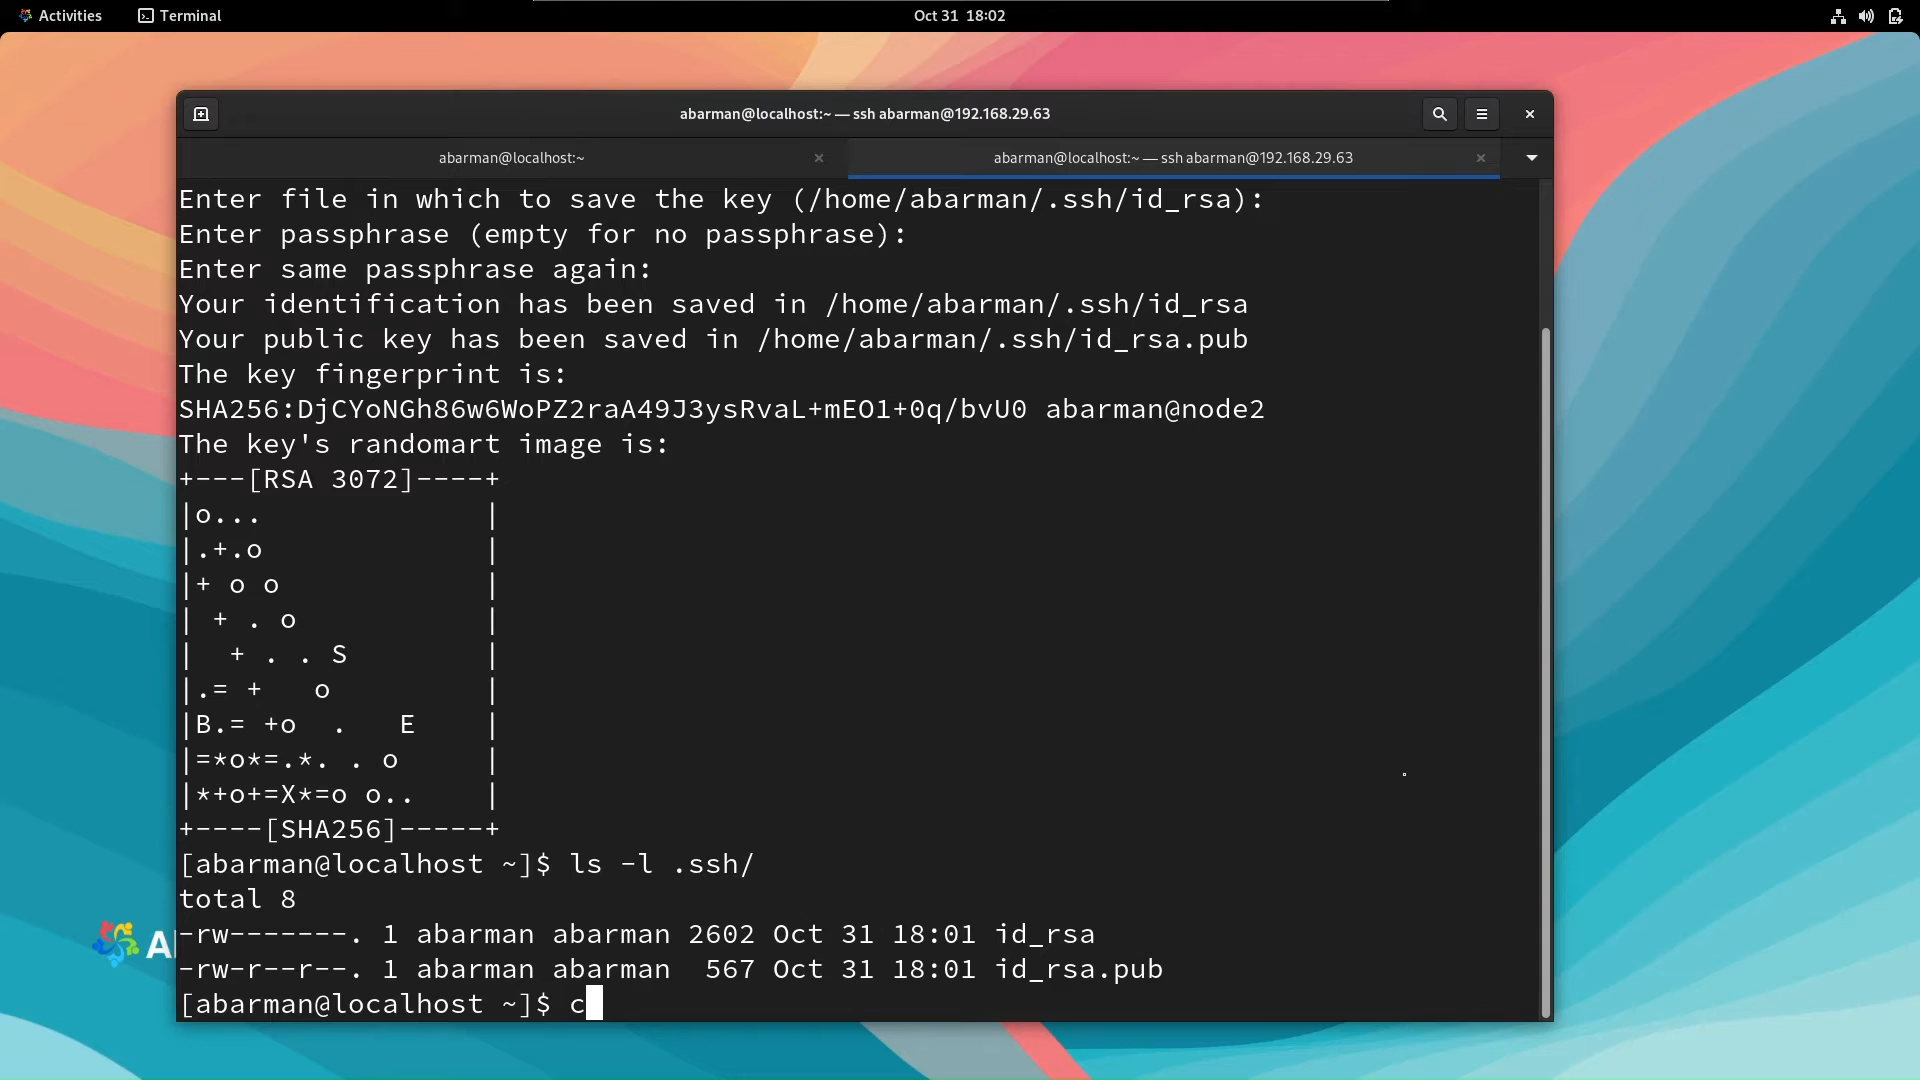 Activities Terminal Oct 31 18:02
abarman@localhost:~ — ssh abarman@192.168.29.63
abarman@localhost:~ abarman@localhost:~ — ssh abarman@192.168.29.63
Enter file in which to save the key (/home/abarman/.ssh/id_rsa):
Enter passphrase (empty for no passphrase):
Enter same passphrase again:
Your identification has been saved in /home/abarman/.ssh/id_rsa
Your public key has been saved in /home/abarman/.ssh/id_rsa.pub
The key fingerprint is:
SHA256:DjCYoNGh86w6WoPZ2raA49J3ysRvaL+mEO1+0q/bvU0 abarman@node2
The key's randomart image is:
+---[RSA 3072]----+
|o...             |
|.+.o             |
|+ o o            |
| + . o           |
|  + . . S        |
|.= +   o         |
|B.= +o  .   E    |
|=*o*=.*. . o     |
|*+o+=X*=o o..    |
+----[SHA256]-----+
[abarman@localhost ~]$ ls -l .ssh/
total 8
-rw-------. 1 abarman abarman 2602 Oct 31 18:01 id_rsa
-rw-r--r--. 1 abarman abarman  567 Oct 31 18:01 id_rsa.pub
[abarman@localhost ~]$ c